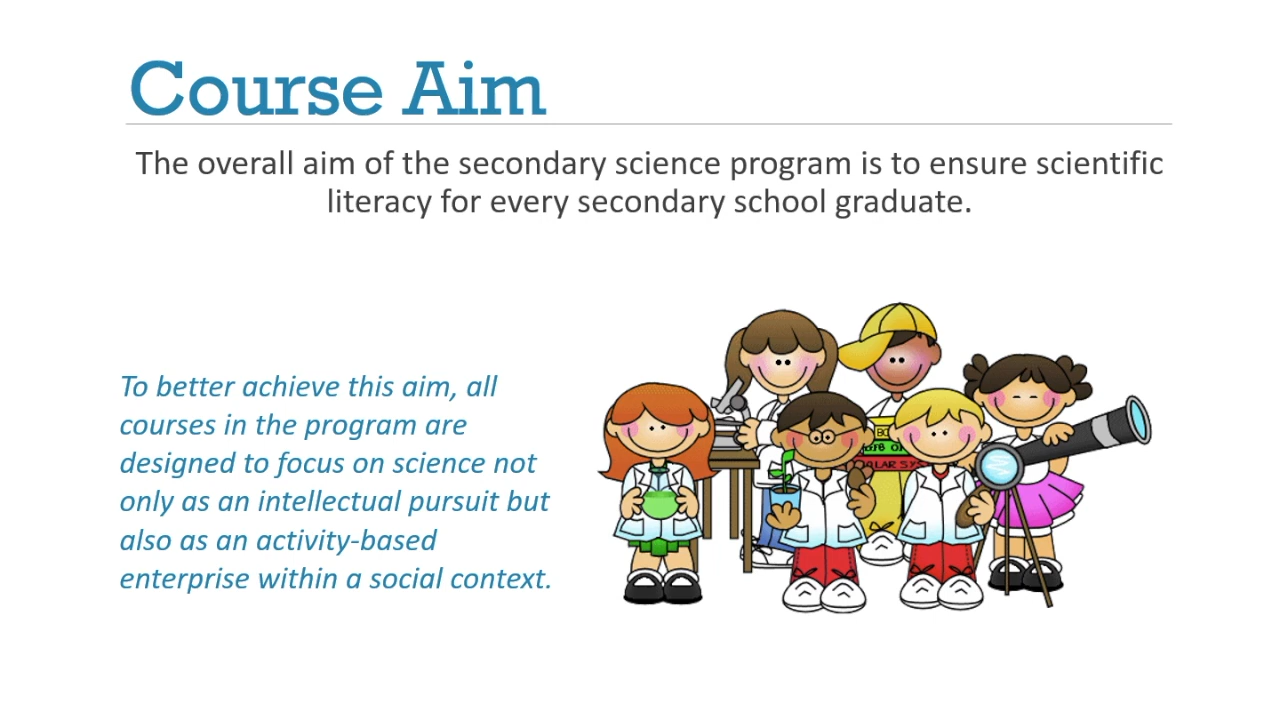 Course Aim
The overall aim of the secondary science program is to ensure scientific
literacy for every secondary school graduate.
To better achieve this aim, all
courses in the program are
designed to focus on science not
only as an intellectual pursuit but
also as an activity-based
enterprise within a social context.